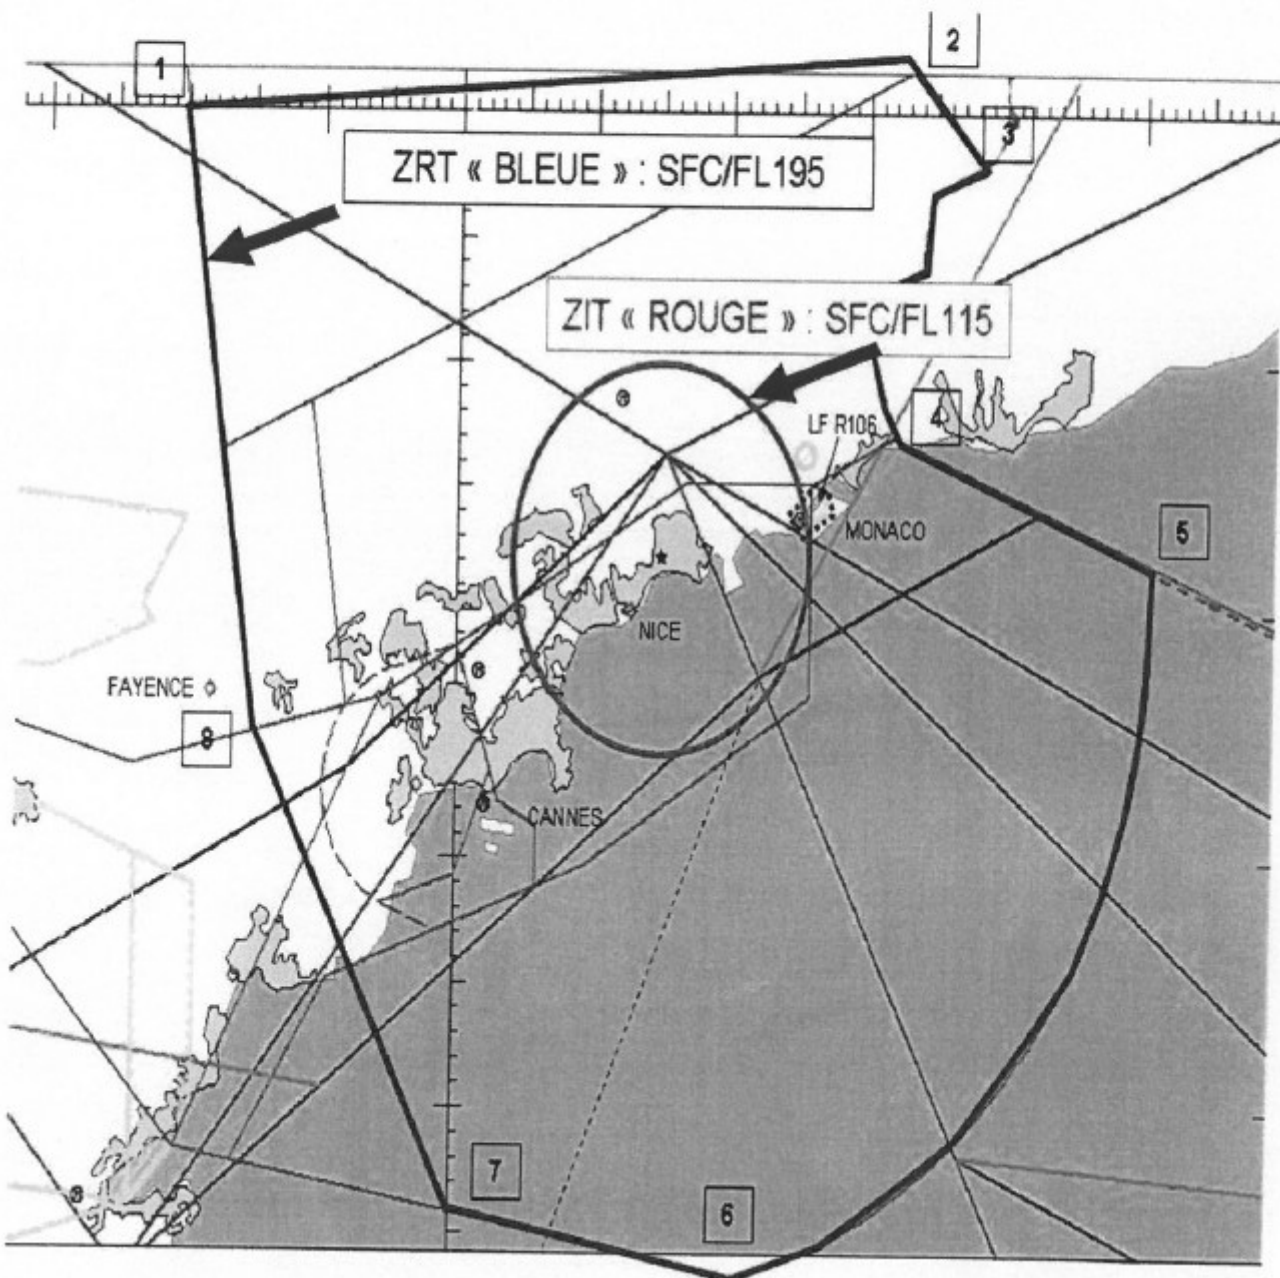 1
2
3
ZRT « BLEUE » : SFC/FL195
ZIT « ROUGE » : SFC/FL115
4
LF R106
MONACO
5
NICE
FAYENCE
8
CANNES
7
6